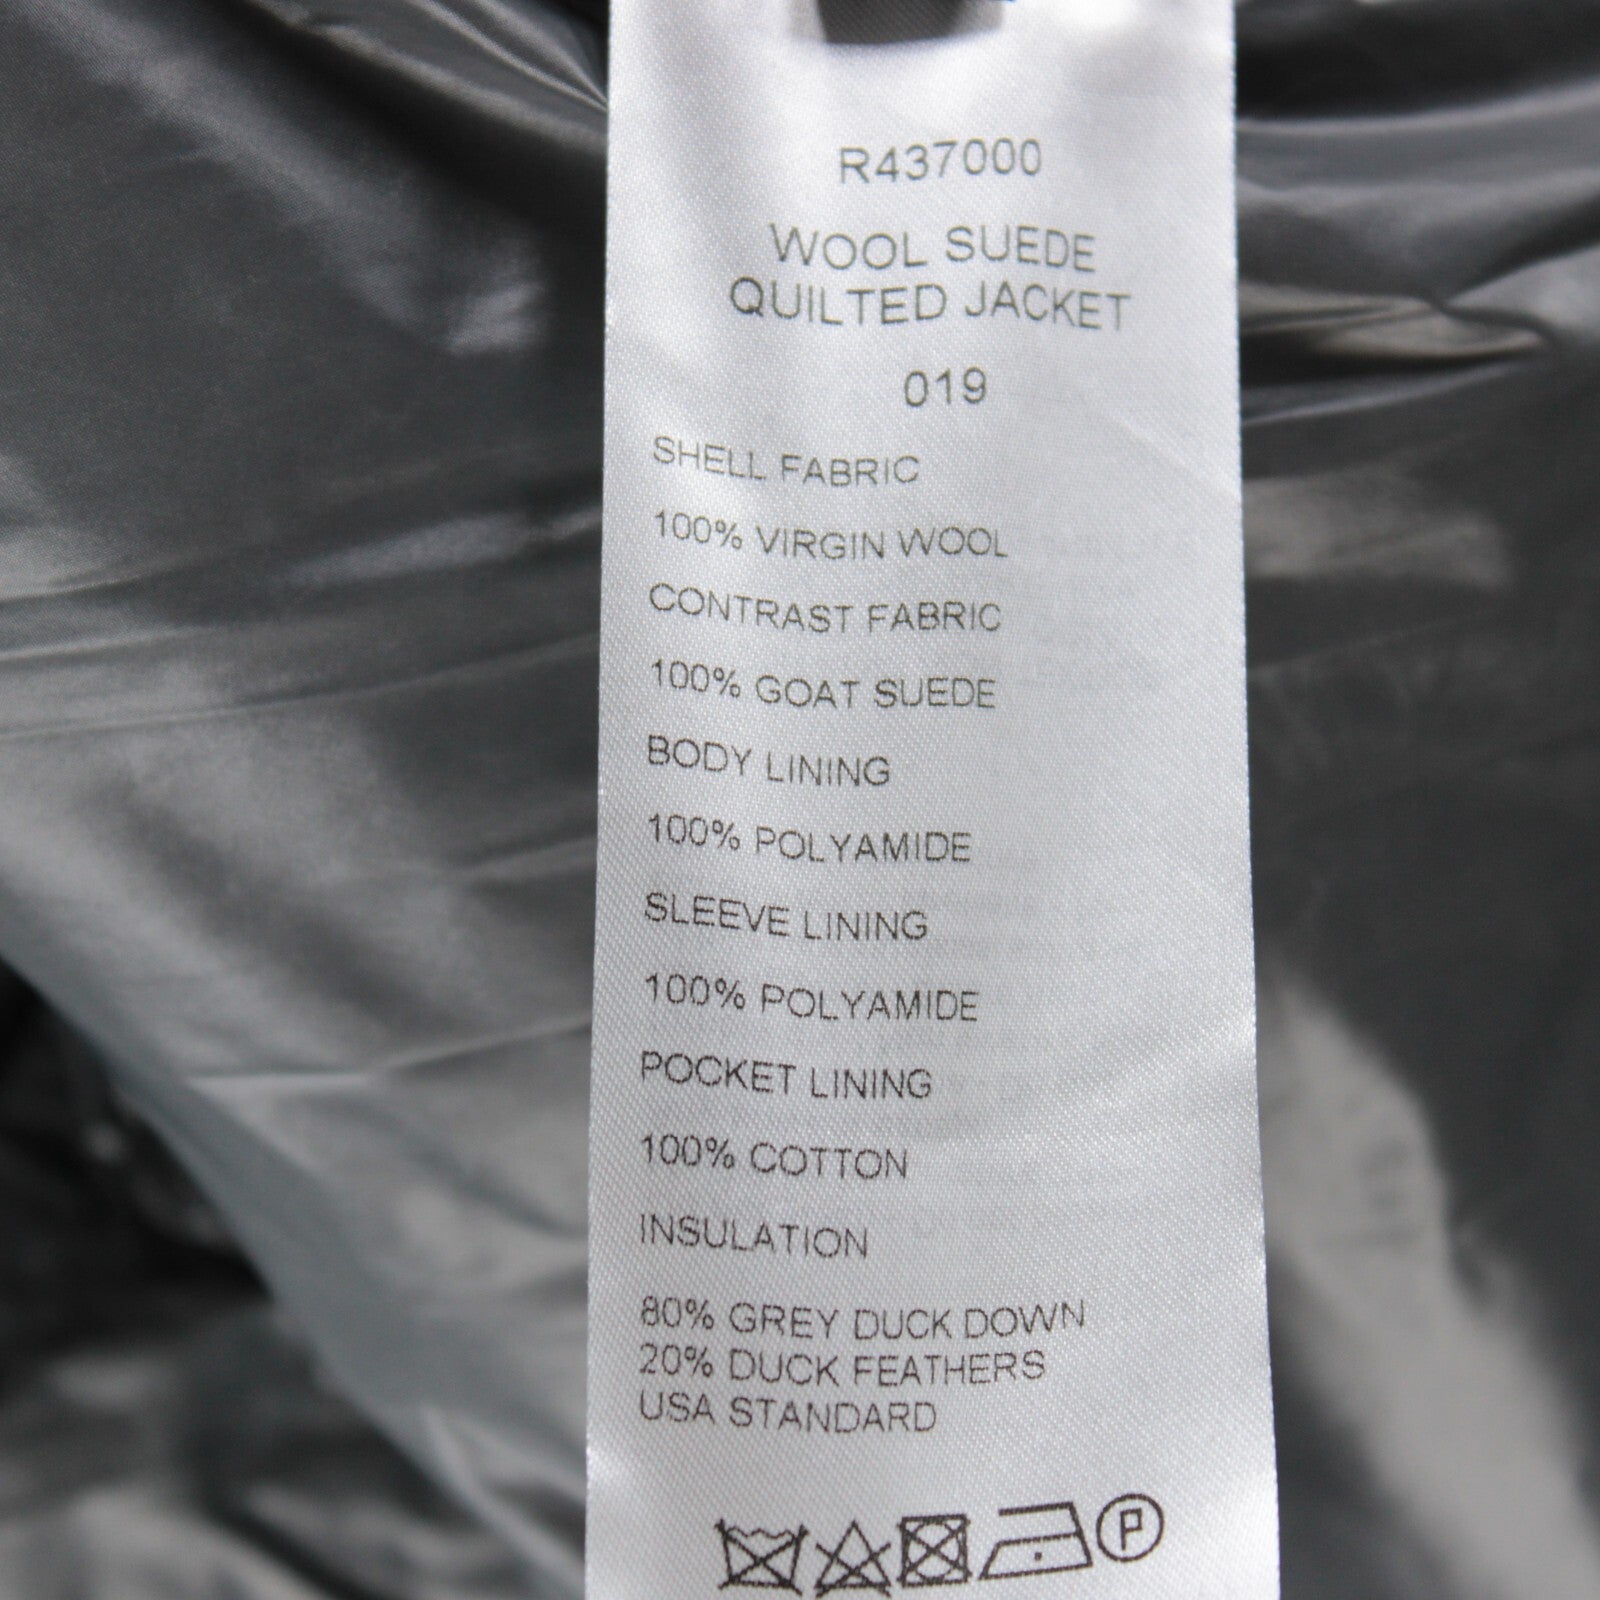 R437000
WOOL SUEDE
QUILTED JACKET
019
SHELL FABRIC
100% VIRGIN WOOL
CONTRAST FABRIC
100% GOAT SUEDE
BODY LINING
100% POLYAMIDE
SLEEVE LINING
100% POLYAMIDE
POCKET LINING
100% COTTON
INSULATION
80% GREY DUCK DOWN
20% DUCK FEATHERS
USA STANDARD
P